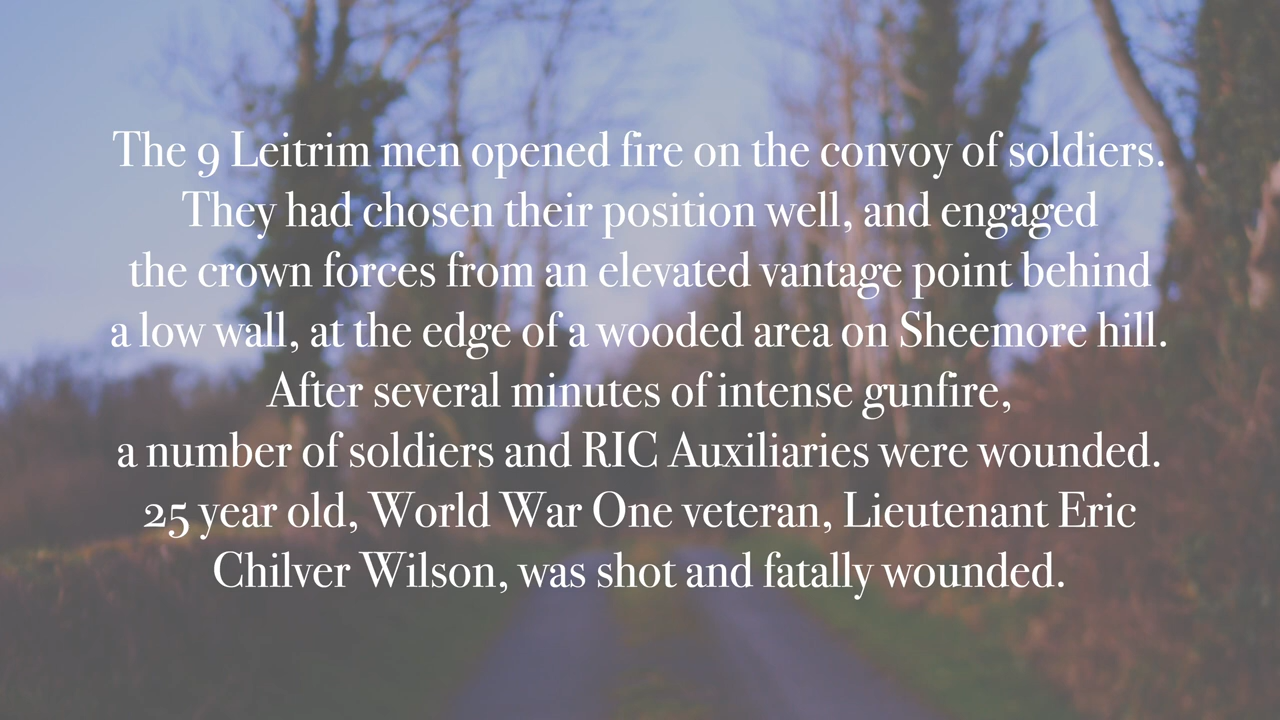 The 9 Leitrim men opened fire on the convoy of soldiers.
They had chosen their position well, and engaged
the crown forces from an elevated vantage point behind
a low wall, at the edge of a wooded area on Sheemore hill.
After several minutes of intense gunfire,
a number of soldiers and RIC Auxiliaries were wounded.
25 year old, World War One veteran, Lieutenant Eric
Chilver Wilson, was shot and fatally wounded.